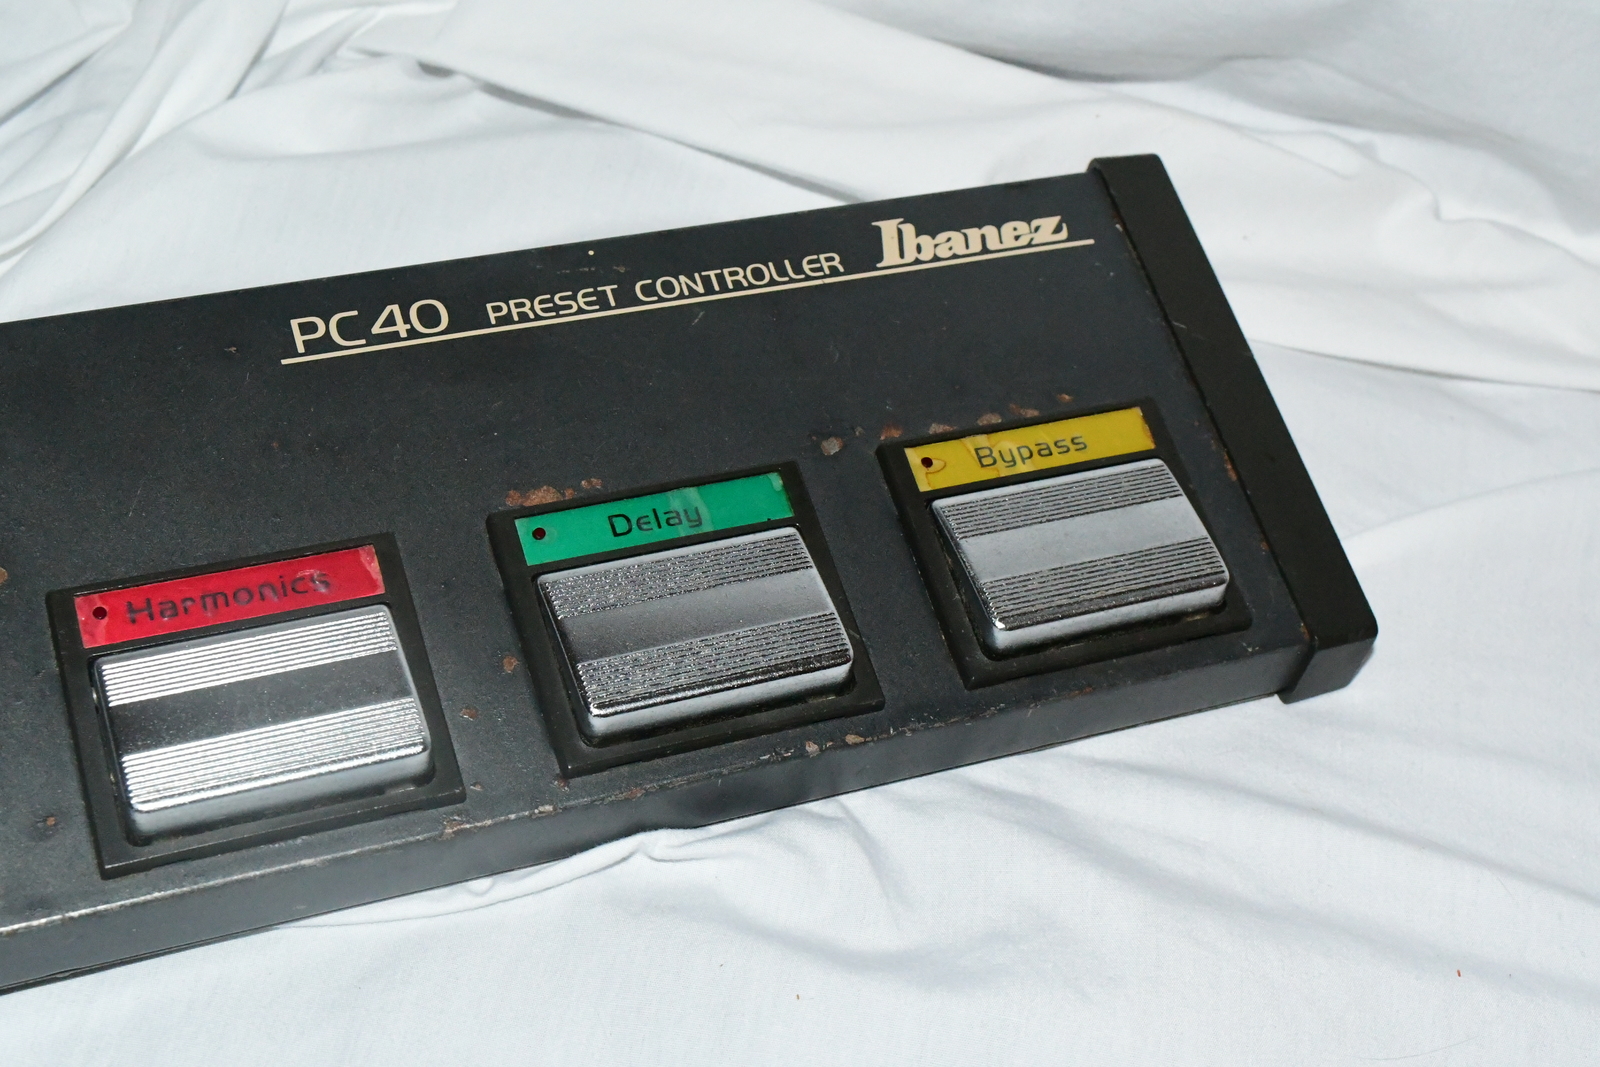 PC40 PRESET CONTROLLER Ibanez
Harmonics
Delay
Bypass